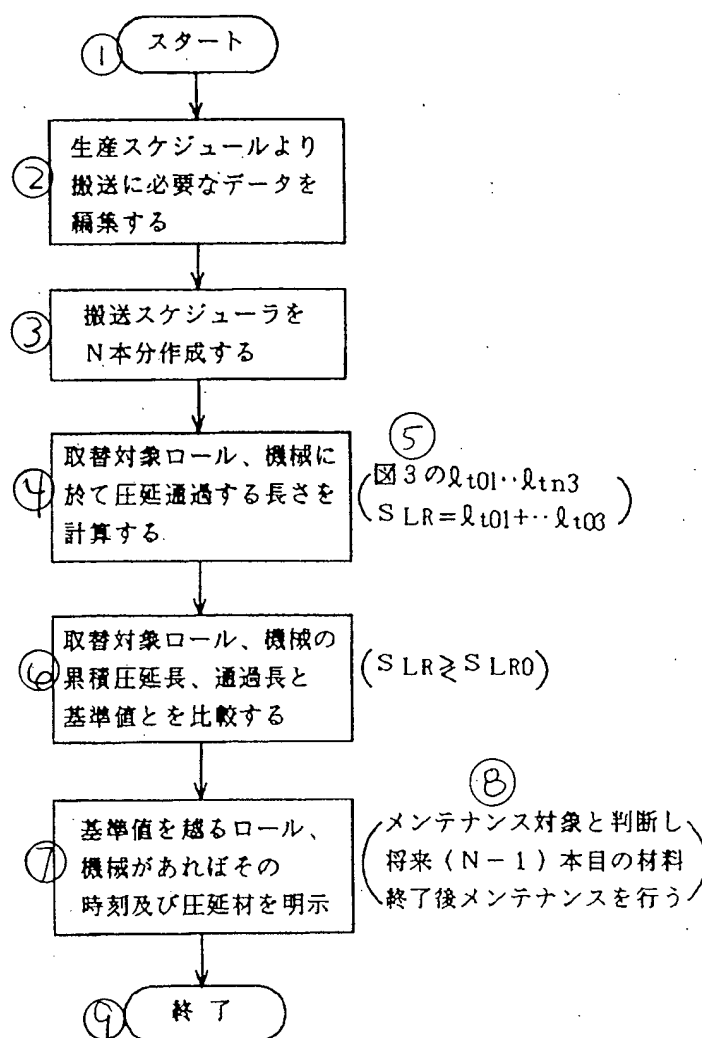 ① スタート
② 生産スケジュールより
搬送に必要なデータを
編集する
③ 搬送スケジューラを
N本分作成する
④ 取替対象ロール、機械に
於て圧延通過する長さを
計算する
⑤
(図3のℓt01‥ℓtn3
SLR=ℓt01+‥ℓt03)
⑥ 取替対象ロール、機械の
累積圧延長、通過長と
基準値とを比較する
(SLR≷SLR0)
⑦ 基準値を越るロール、
機械があればその
時刻及び圧延材を明示
⑧
(メンテナンス対象と判断し
将来(N-1)本目の材料
終了後メンテナンスを行う)
⑨ 終了